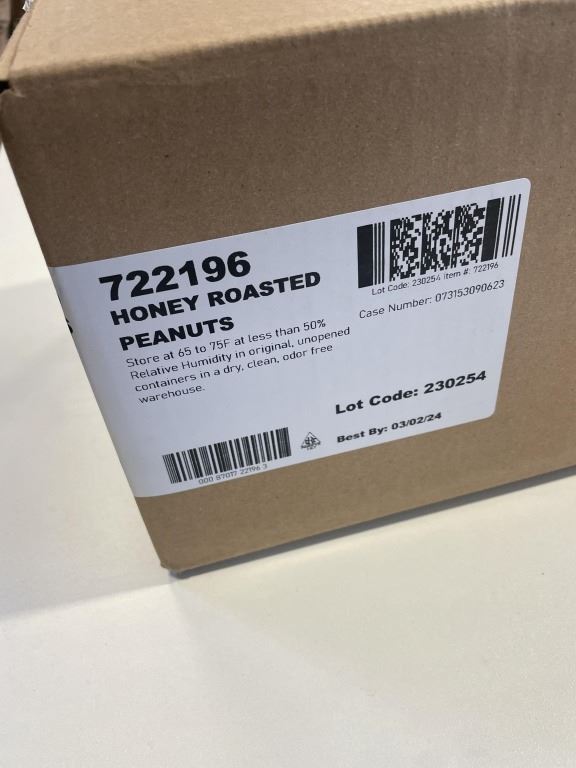 722196
HONEY ROASTED
PEANUTS
Store at 65 to 75F at less than 50%
Relative Humidity in original, unopened
containers in a dry, clean, odor free
warehouse.
Lot Code: 230254 Item #: 722196
Case Number: 073153090623
Lot Code: 230254
Best By: 03/02/24
000 87017 22196 3